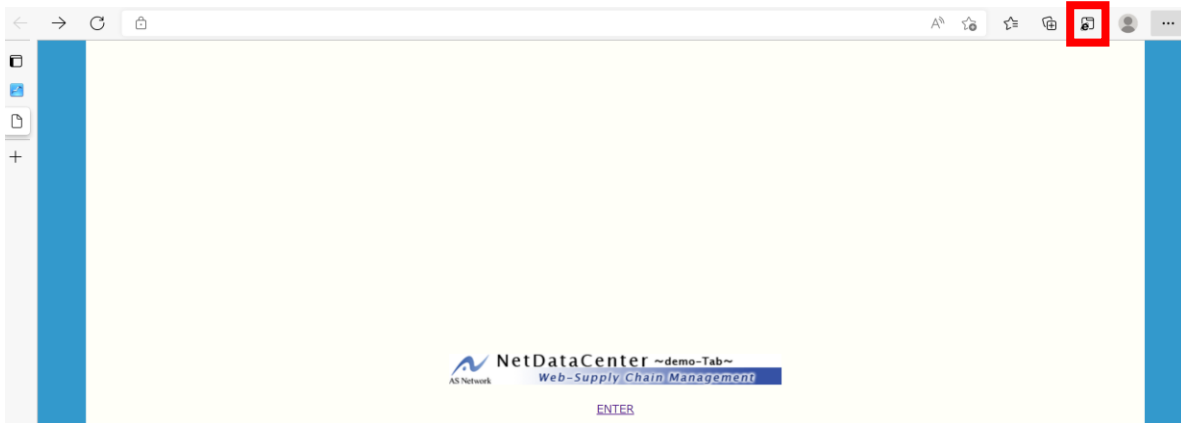 NetDataCenter ~demo-Tab~
AS Network
Web-Supply Chain Management
ENTER